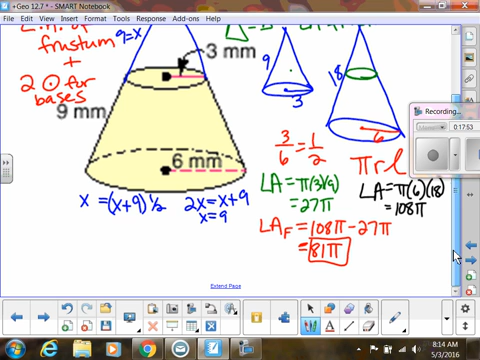 +Geo 12.7 - SMART Notebook
File Edit View Insert Format Tools Add-ons Response Help
L.A. of
frustum
+
2 ⊙ for
bases
9=x
3 mm
9 mm
6 mm
x = (x+9) ½
2x = x+9
x = 9
9
3
18
6
3/6 = 1/2
πrl
LA = π(3)(9)
= 27π
LA = π(6)(18)
= 108π
LA_F = 108π - 27π
= 81π
Extend Page
Recording...
0:17:53
8:14 AM
5/3/2016